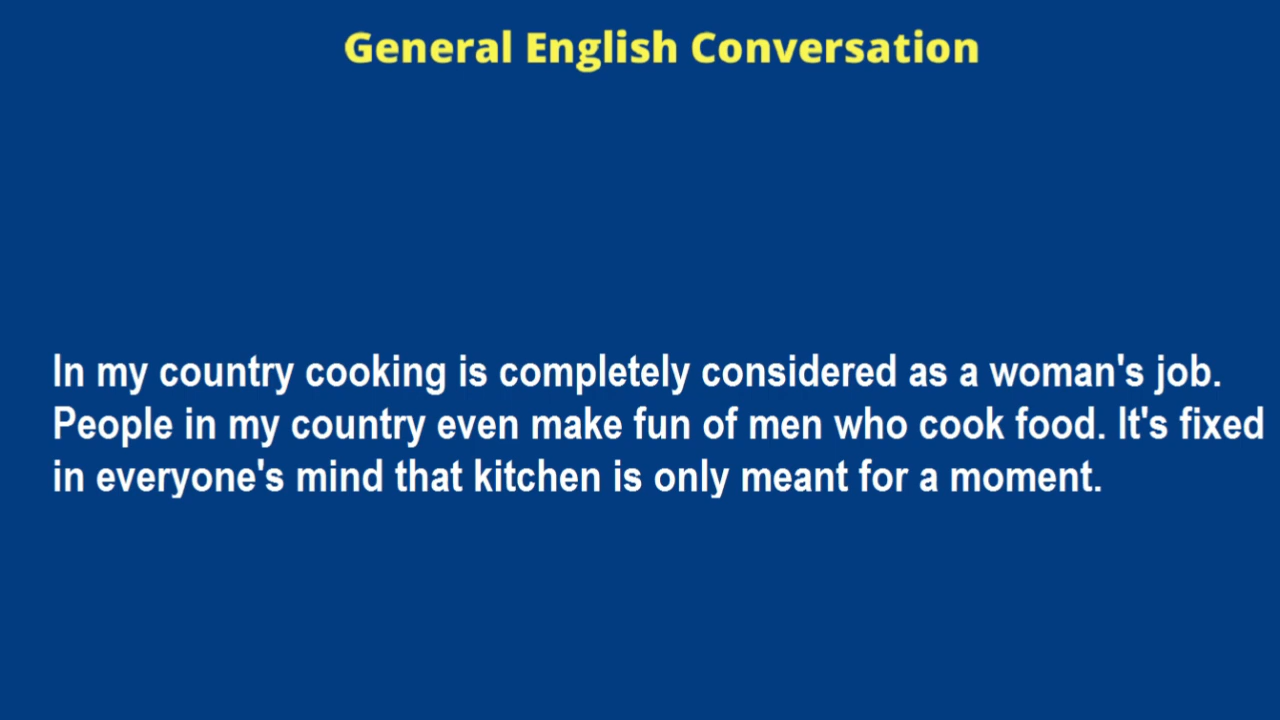 General English Conversation
In my country cooking is completely considered as a woman's job.
People in my country even make fun of men who cook food. It's fixed
in everyone's mind that kitchen is only meant for a moment.